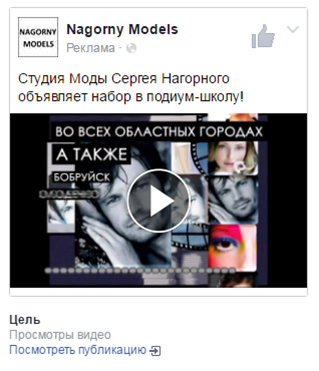 NAGORNY
MODELS
Nagorny Models
Реклама ·
Студия Моды Сергея Нагорного
объявляет набор в подиум-школу!
ВО ВСЕХ ОБЛАСТНЫХ ГОРОДАХ
А ТАКЖЕ
БОБРУЙСК
Цель
Просмотры видео
Посмотреть публикацию